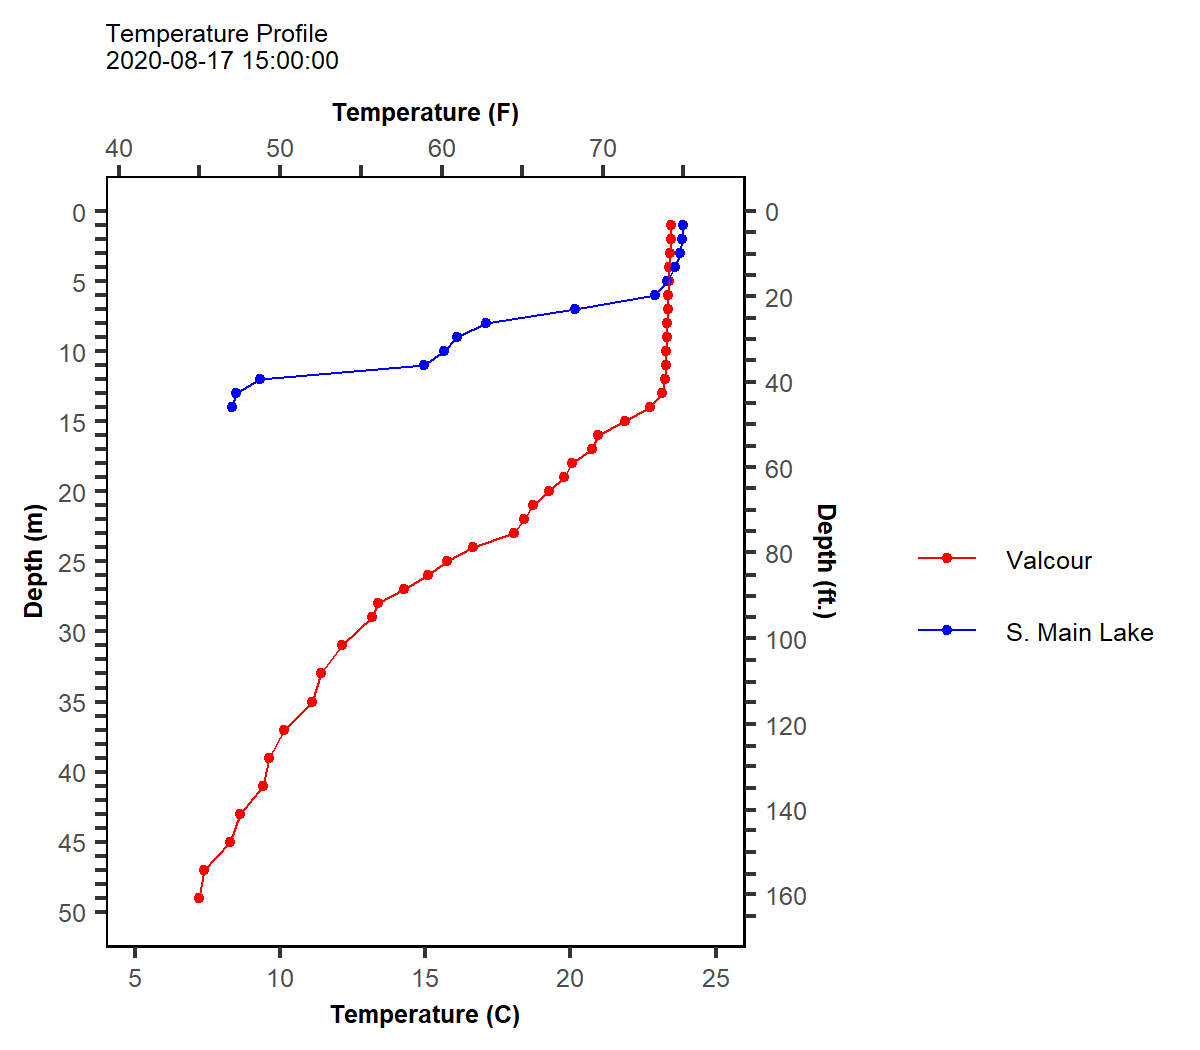 Temperature Profile
2020-08-17 15:00:00
Temperature (F)
40 50 60 70
0 0
5
20
10
40
15
60
20
Depth (m)
Depth (ft.)
80
25
Valcour
30
100
S. Main Lake
35
120
40
140
45
160
50
5 10 15 20 25
Temperature (C)